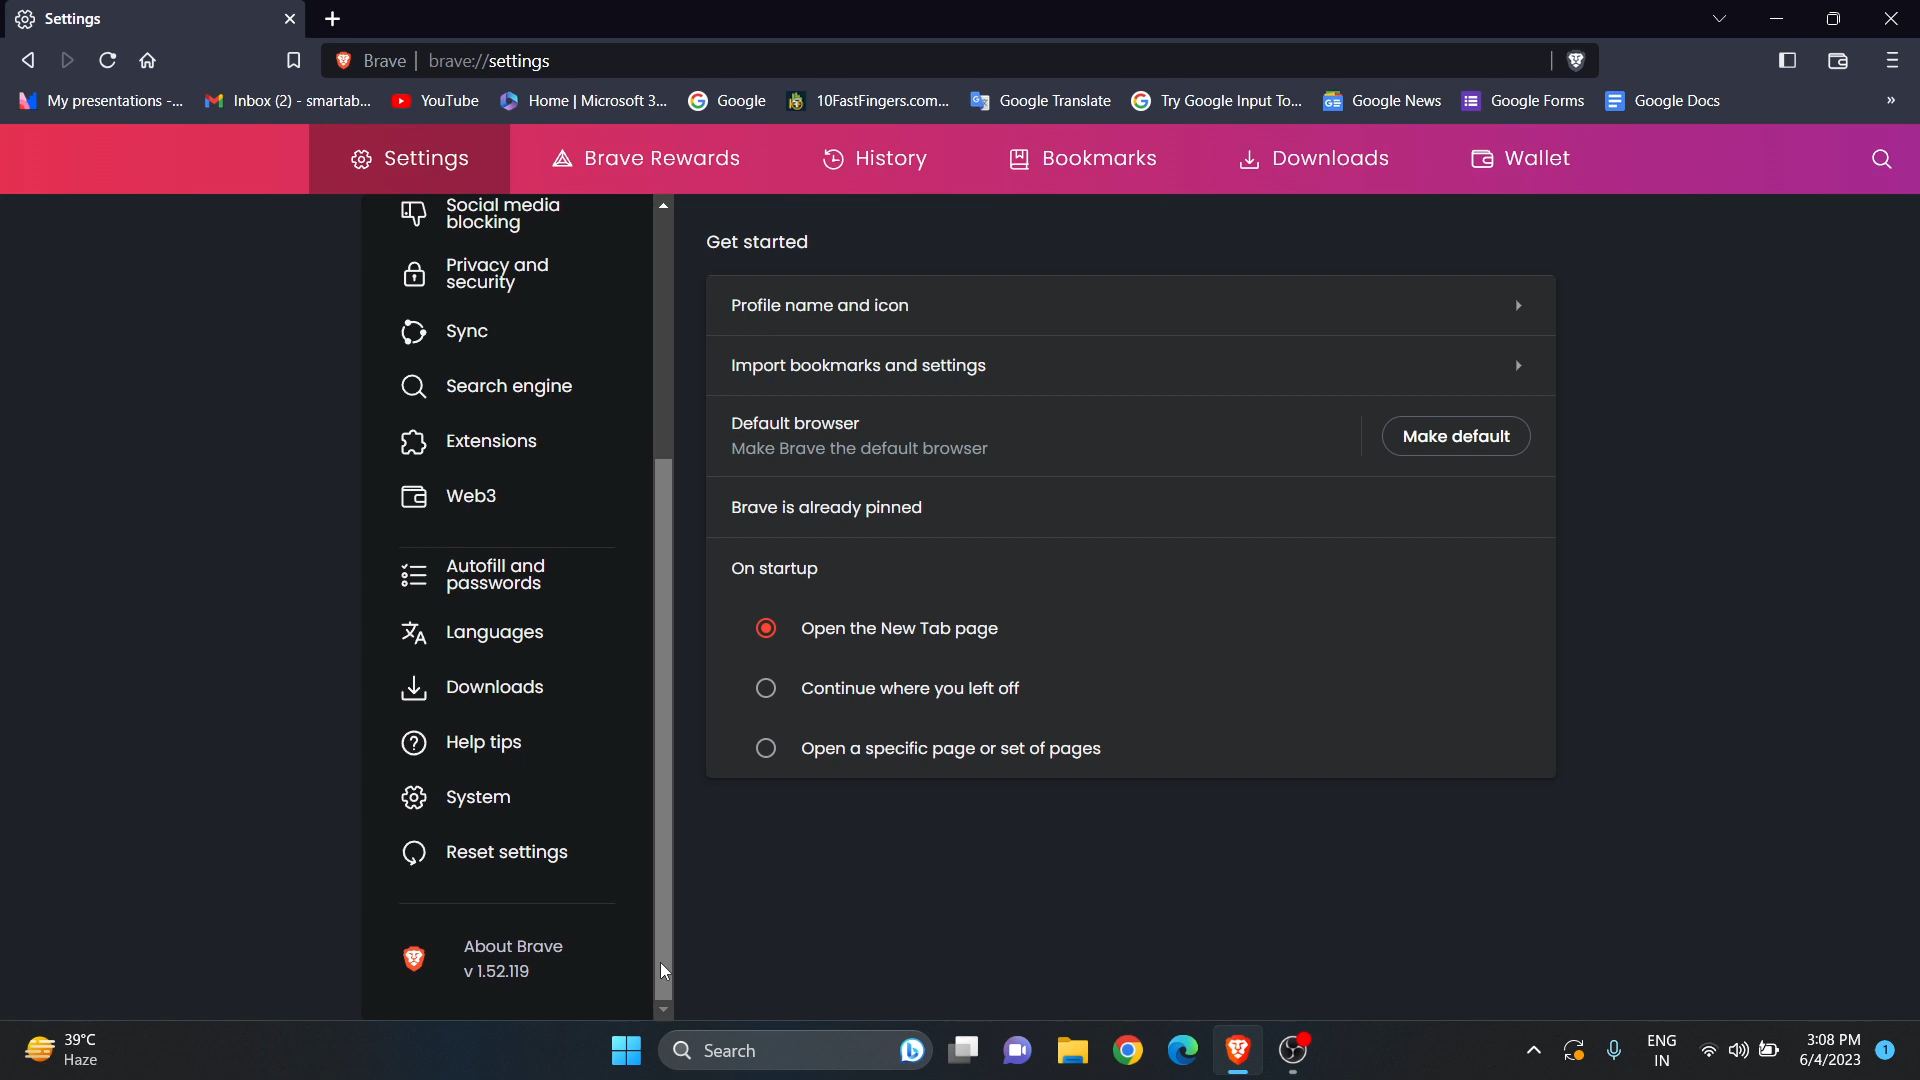 Settings
Brave | brave://settings
My presentations -...
Inbox (2) - smartab...
YouTube
Home | Microsoft 3...
Google
10FastFingers.com...
Google Translate
Try Google Input To...
Google News
Google Forms
Google Docs
»
Settings
Brave Rewards
History
Bookmarks
Downloads
Wallet
Social media
blocking
Privacy and
security
Sync
Search engine
Extensions
Web3
Autofill and
passwords
Languages
Downloads
Help tips
System
Reset settings
About Brave
v 1.52.119
Get started
Profile name and icon
Import bookmarks and settings
Default browser
Make Brave the default browser
Make default
Brave is already pinned
On startup
Open the New Tab page
Continue where you left off
Open a specific page or set of pages
39°C
Haze
Search
ENG
IN
3:08 PM
6/4/2023
1